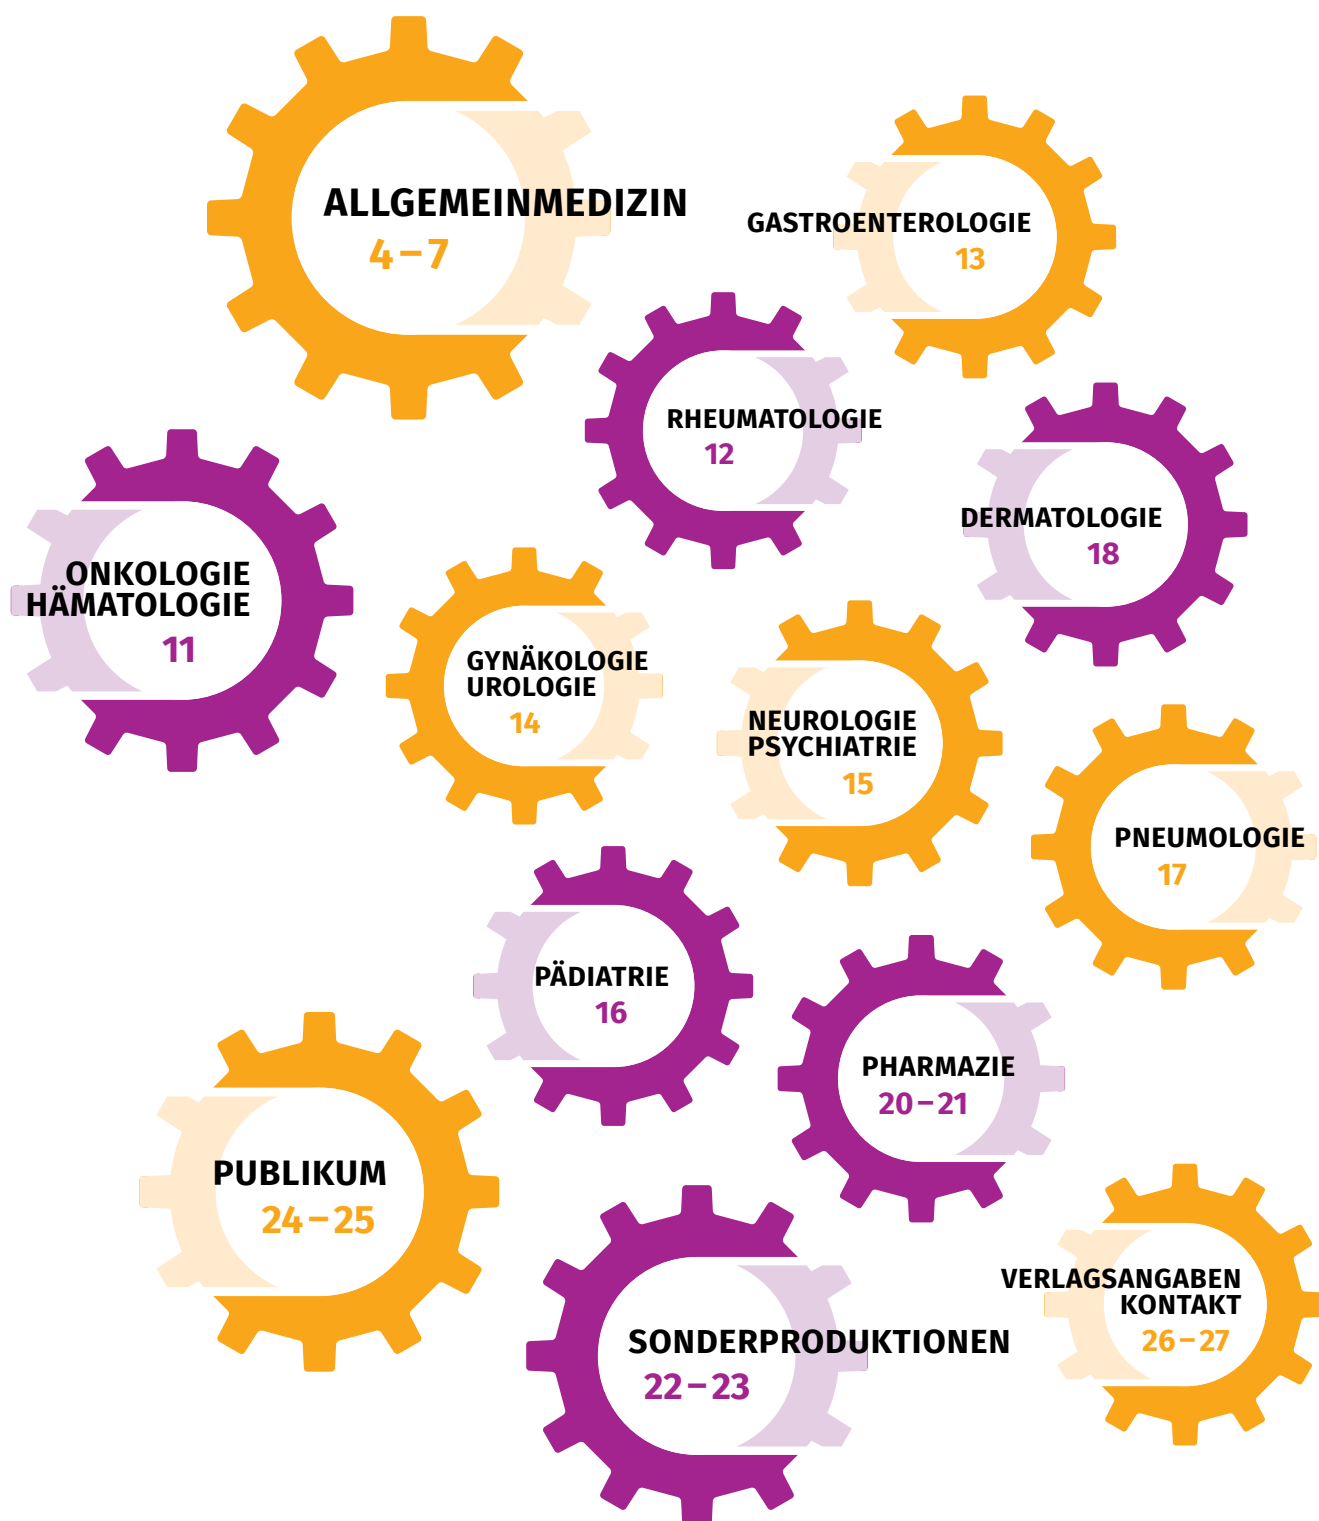 ALLGEMEINMEDIZIN
4–7
GASTROENTEROLOGIE
13
RHEUMATOLOGIE
12
DERMATOLOGIE
18
ONKOLOGIE
HÄMATOLOGIE
11
GYNÄKOLOGIE
UROLOGIE
14
NEUROLOGIE
PSYCHIATRIE
15
PNEUMOLOGIE
17
PÄDIATRIE
16
PHARMAZIE
20–21
PUBLIKUM
24–25
SONDERPRODUKTIONEN
22–23
VERLAGSANGABEN
KONTAKT
26–27